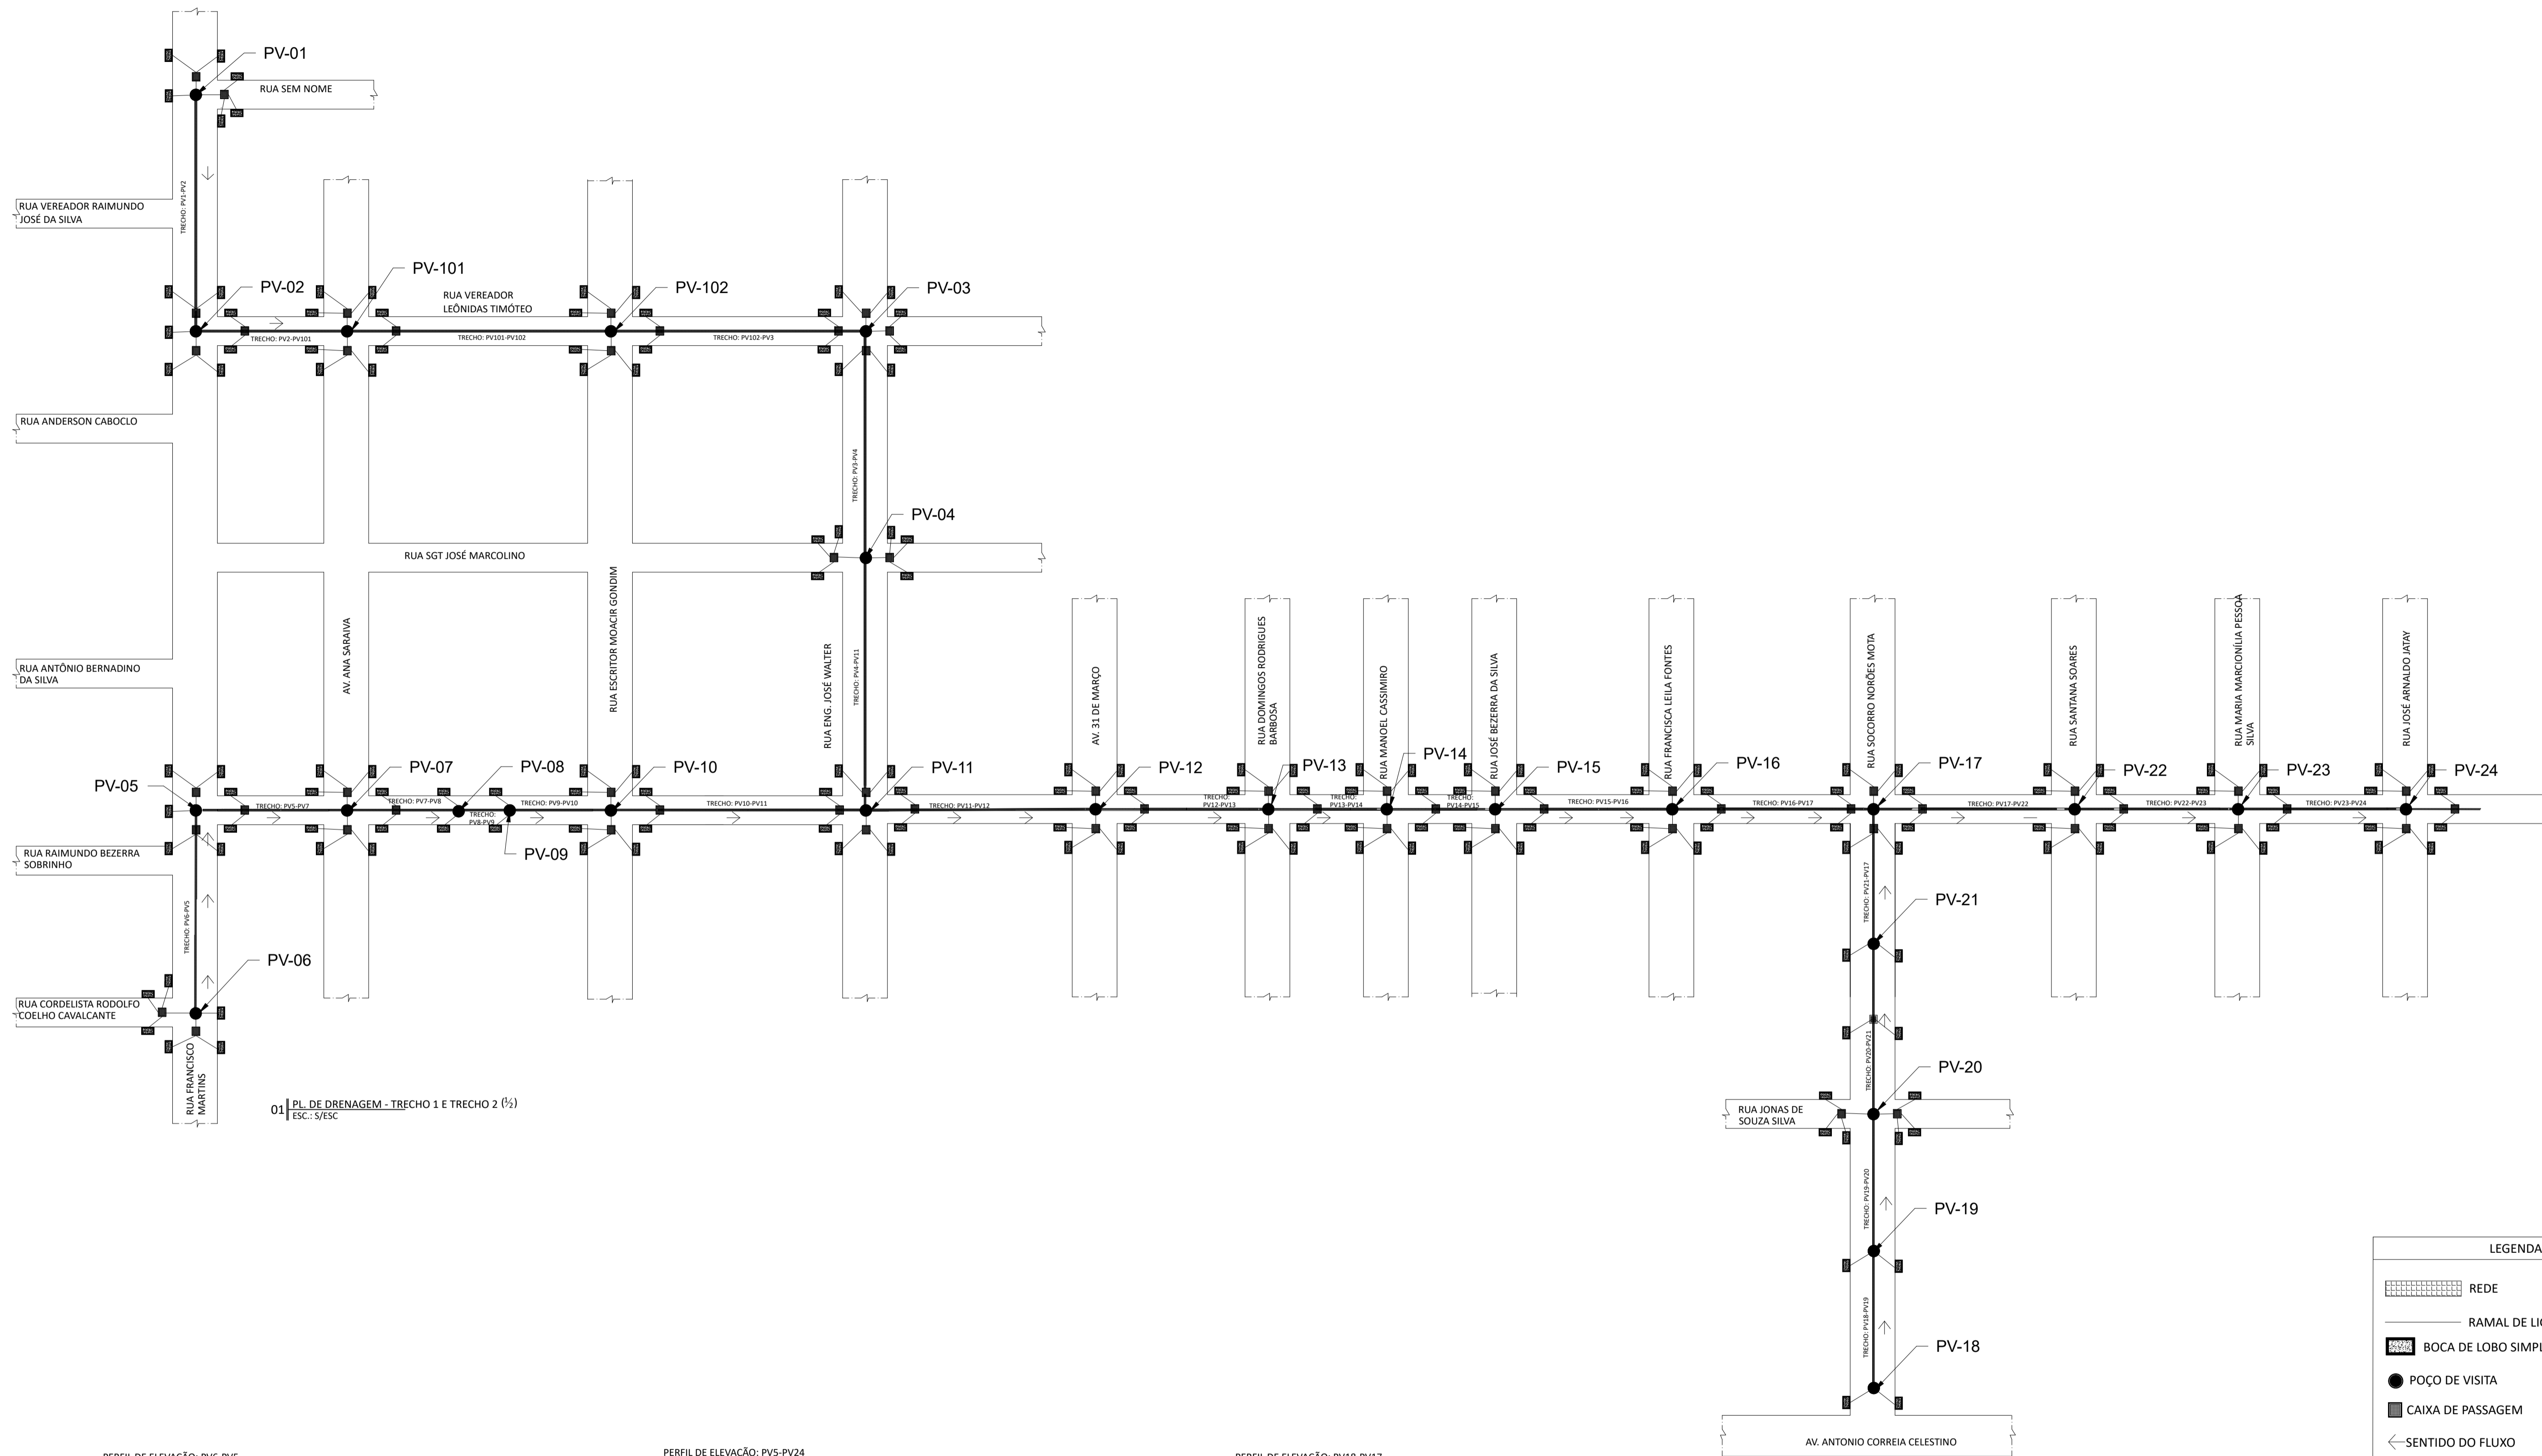 PV-01
RUA SEM NOME
TRECHO: PV1-PV2
RUA VEREADOR RAIMUNDO
JOSÉ DA SILVA
PV-02
PV-101
RUA VEREADOR
LEÔNIDAS TIMÓTEO
PV-102
PV-03
TRECHO: PV2-PV101
TRECHO: PV101-PV102
TRECHO: PV102-PV3
RUA ANDERSON CABOCLO
TRECHO: PV3-PV4
PV-04
RUA SGT JOSÉ MARCOLINO
RUA ANTÔNIO BERNADINO
DA SILVA
AV. ANA SARAIVA
RUA ESCRITOR MOACIR GONDIM
RUA ENG. JOSÉ WALTER
TRECHO: PV4-PV11
AV. 31 DE MARÇO
RUA DOMINGOS RODRIGUES
BARBOSA
RUA MANOEL CASSIMIRO
RUA JOSÉ BEZERRA DA SILVA
RUA FRANCISCA LEILA FONTES
RUA SOCORRO NORÕES MOTA
RUA SANTANA SOARES
RUA MARIA MARCIONÍLIA PESSOA
SILVA
RUA JOSÉ ARNALDO JATAY
PV-05
PV-07
PV-08
PV-10
PV-11
PV-12
PV-13
PV-14
PV-15
PV-16
PV-17
PV-22
PV-23
PV-24
TRECHO: PV5-PV7
TRECHO: PV7-PV8
TRECHO:
PV8-PV9
TRECHO: PV9-PV10
TRECHO: PV10-PV11
TRECHO: PV11-PV12
TRECHO:
PV12-PV13
TRECHO:
PV13-PV14
TRECHO:
PV14-PV15
TRECHO: PV15-PV16
TRECHO: PV16-PV17
TRECHO: PV17-PV22
TRECHO: PV22-PV23
TRECHO: PV23-PV24
PV-09
RUA RAIMUNDO BEZERRA
SOBRINHO
TRECHO: PV6-PV5
TRECHO: PV21-PV17
PV-21
PV-06
RUA CORDELISTA RODOLFO
COELHO CAVALCANTE
RUA FRANCISCO
MARTINS
TRECHO: PV20-PV21
PV-20
01 PL. DE DRENAGEM - TRECHO 1 E TRECHO 2 (½)
ESC.: S/ESC
RUA JONAS DE
SOUZA SILVA
TRECHO: PV19-PV20
PV-19
TRECHO: PV18-PV19
PV-18
AV. ANTONIO CORREIA CELESTINO
LEGENDA
REDE
RAMAL DE
BOCA DE LOBO
POÇO DE VISITA
CAIXA DE PASSAGEM
SENTIDO DO FLUXO
PERFIL DE ELEVAÇÃO: PV6-PV5
PERFIL DE ELEVAÇÃO: PV5-PV24
PERFIL DE ELEVAÇÃO: PV18-PV17